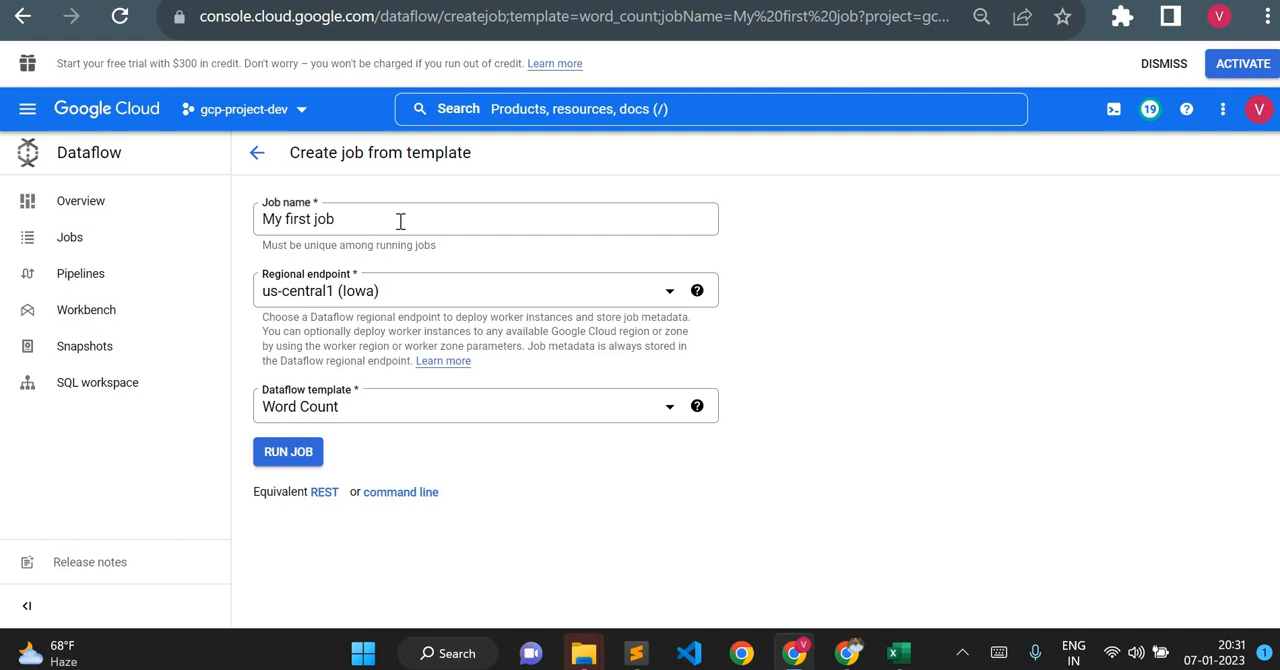 console.cloud.google.com/dataflow/createjob;template=word_count;jobName=My%20first%20job?project=gc...
V
Start your free trial with $300 in credit. Don't worry – you won't be charged if you run out of credit. Learn more
DISMISS
ACTIVATE
Google Cloud
gcp-project-dev
Search Products, resources, docs (/)
19
V
Dataflow
Create job from template
Overview
Jobs
Pipelines
Workbench
Snapshots
SQL workspace
Release notes
Job name *
My first job
Must be unique among running jobs
Regional endpoint *
us-central1 (Iowa)
Choose a Dataflow regional endpoint to deploy worker instances and store job metadata.
You can optionally deploy worker instances to any available Google Cloud region or zone
by using the worker region or worker zone parameters. Job metadata is always stored in
the Dataflow regional endpoint. Learn more
Dataflow template *
Word Count
RUN JOB
Equivalent REST or command line
68°F
Haze
Search
V
ENG
IN
20:31
07-01-2023
1